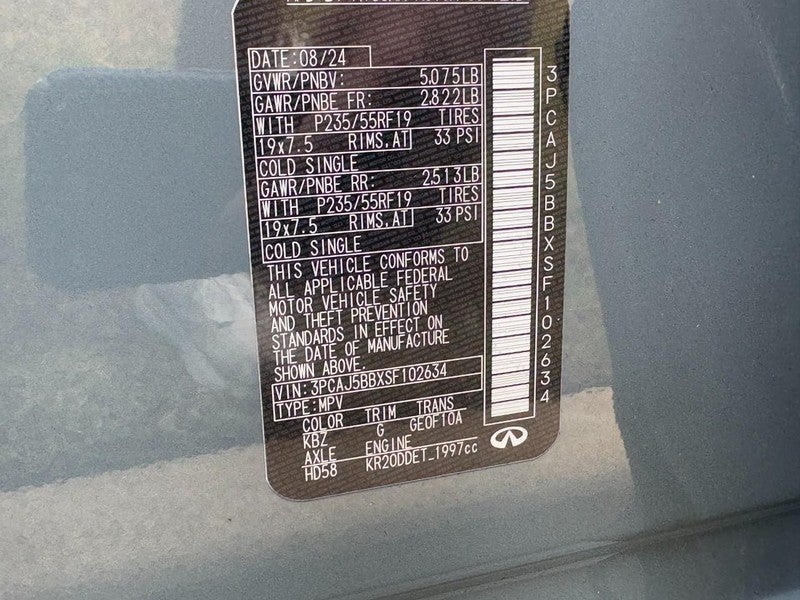 DATE:08/24
GVWR/PNBV: 5,075LB
GAWR/PNBE FR: 2,822LB
WITH P235/55RF19 TIRES
19x7.5 RIMS,AT 33 PSI
COLD SINGLE
GAWR/PNBE RR: 2,513LB
WITH P235/55RF19 TIRES
19x7.5 RIMS,AT 33 PSI
COLD SINGLE
THIS VEHICLE CONFORMS TO
ALL APPLICABLE FEDERAL
MOTOR VEHICLE SAFETY
AND THEFT PREVENTION
STANDARDS IN EFFECT ON
THE DATE OF MANUFACTURE
SHOWN ABOVE.
VIN:3PCAJ5BBXSF102634
TYPE:MPV
COLOR TRIM TRANS
KBZ G GE0F10A
AXLE ENGINE
HD58 KR20DDET_1997cc
3PCAJ5BBXSF102634